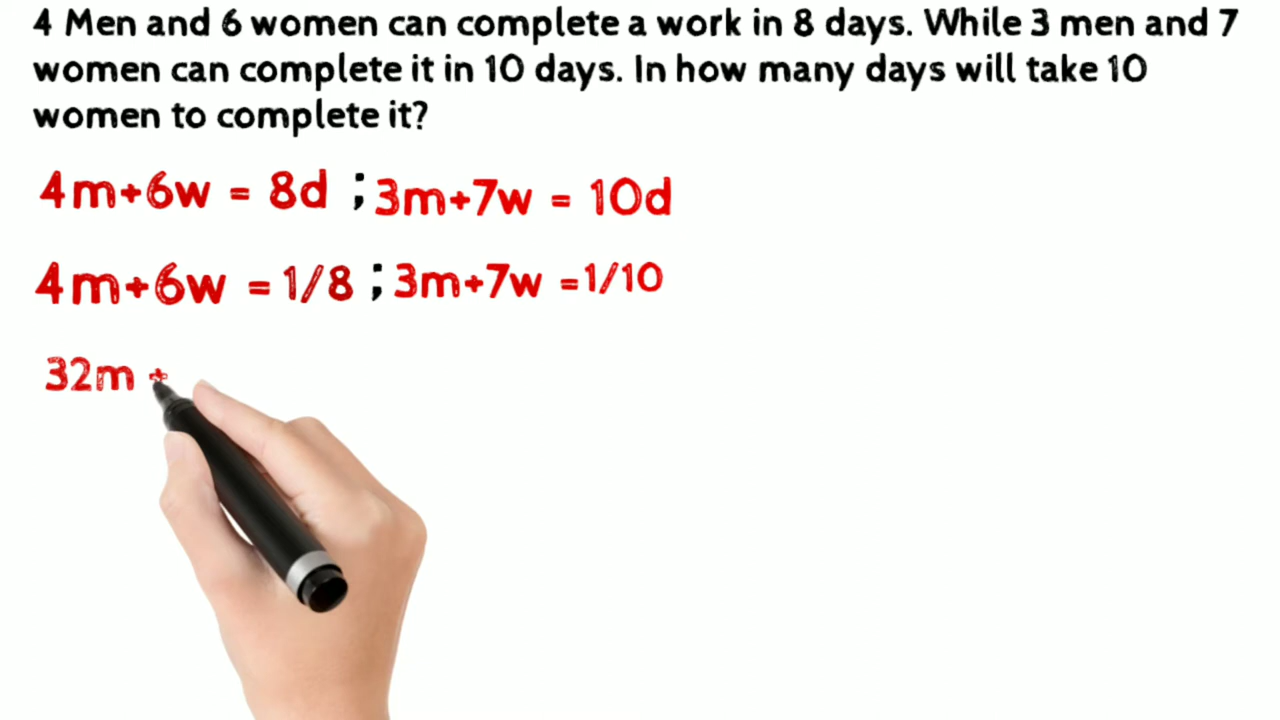 4 Men and 6 women can complete a work in 8 days. While 3 men and 7
women can complete it in 10 days. In how many days will take 10
women to complete it?
4m+6w = 8d ; 3m+7w = 10d
4m+6w = 1/8 ; 3m+7w =1/10
32m +